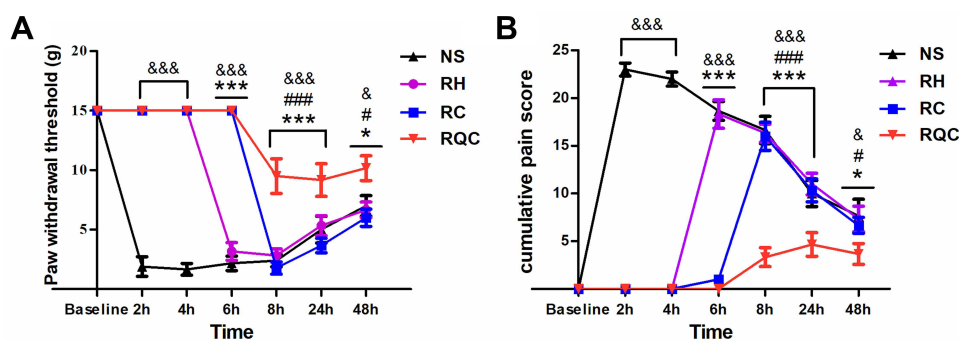 A
Paw withdrawal threshold (g)
20
15
10
5
&&&
&&&
***
&&&
###
***
&
#
*
NS
RH
RC
RQC
Baseline 2h 4h 6h 8h 24h 48h
Time
B
cumulative pain score
25
20
15
10
5
&&&
&&&
***
&&&
###
***
&
#
*
NS
RH
RC
RQC
Baseline 2h 4h 6h 8h 24h 48h
Time